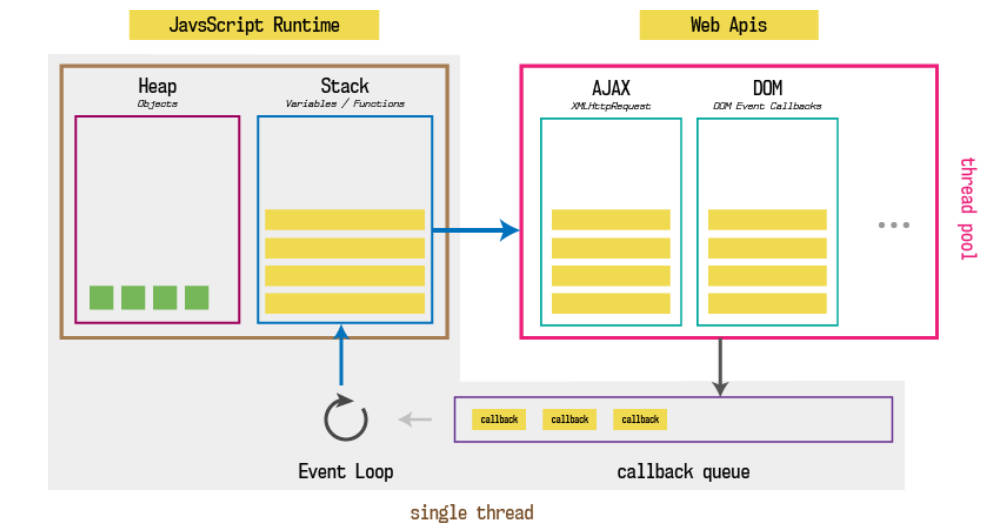 JavsScript Runtime
Web Apis
Heap
Objects
Stack
Variables / Functions
AJAX
XMLHttpRequest
DOM
DOM Event Callbacks
...
thread pool
callback
callback
callback
Event Loop
callback queue
single thread